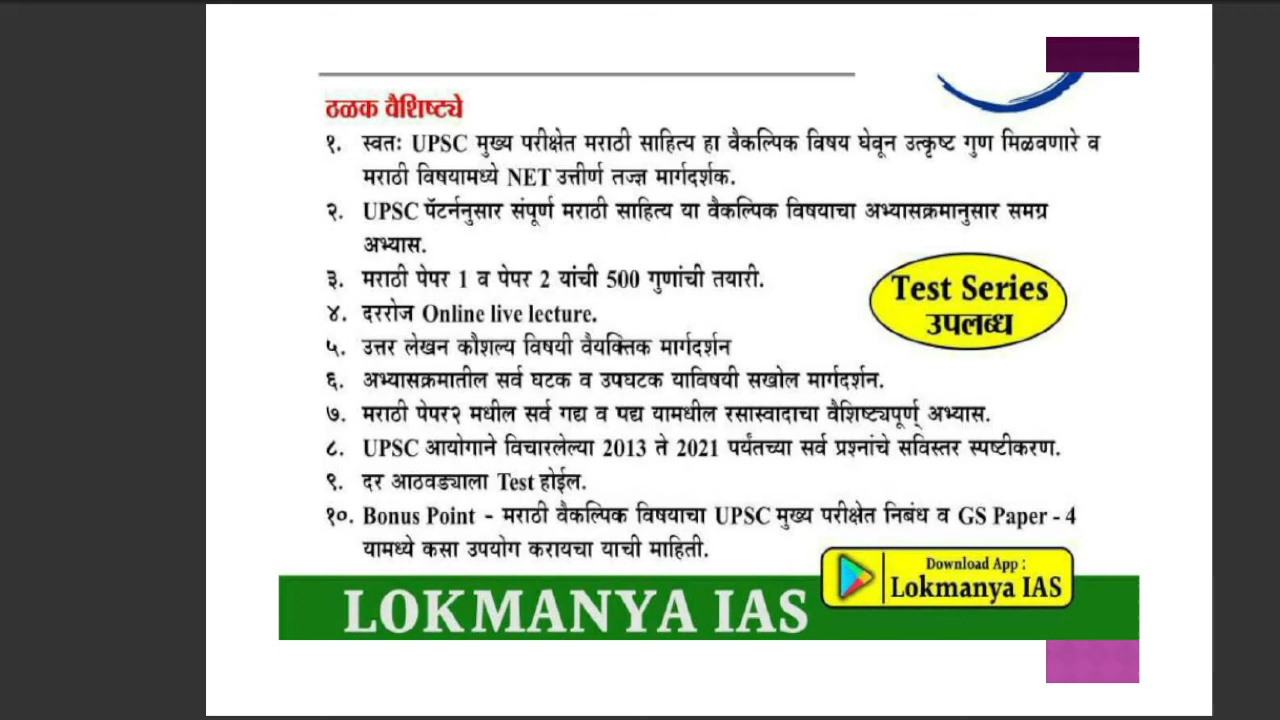 ठळक वैशिष्ट्ये
१. स्वतः UPSC मुख्य परीक्षेत मराठी साहित्य हा वैकल्पिक विषय घेवून उत्कृष्ट गुण मिळवणारे व
मराठी विषयामध्ये NET उत्तीर्ण तज्ज्ञ मार्गदर्शक.
२. UPSC पॅटर्ननुसार संपूर्ण मराठी साहित्य या वैकल्पिक विषयाचा अभ्यासक्रमानुसार समग्र
अभ्यास.
३. मराठी पेपर 1 व पेपर 2 यांची 500 गुणांची तयारी.
४. दररोज Online live lecture.
Test Series
उपलब्ध
५. उत्तर लेखन कौशल्य विषयी वैयक्तिक मार्गदर्शन
६. अभ्यासक्रमातील सर्व घटक व उपघटक याविषयी सखोल मार्गदर्शन.
७. मराठी पेपर२ मधील सर्व गद्य व पद्य यामधील रसास्वादाचा वैशिष्ट्यपूर्ण् अभ्यास.
८. UPSC आयोगाने विचारलेल्या 2013 ते 2021 पर्यंतच्या सर्व प्रश्नांचे सविस्तर स्पष्टीकरण.
९. दर आठवड्याला Test होईल.
१०. Bonus Point - मराठी वैकल्पिक विषयाचा UPSC मुख्य परीक्षेत निबंध व GS Paper - 4
यामध्ये कसा उपयोग करायचा याची माहिती.
Download App :
Lokmanya IAS
LOKMANYA IAS